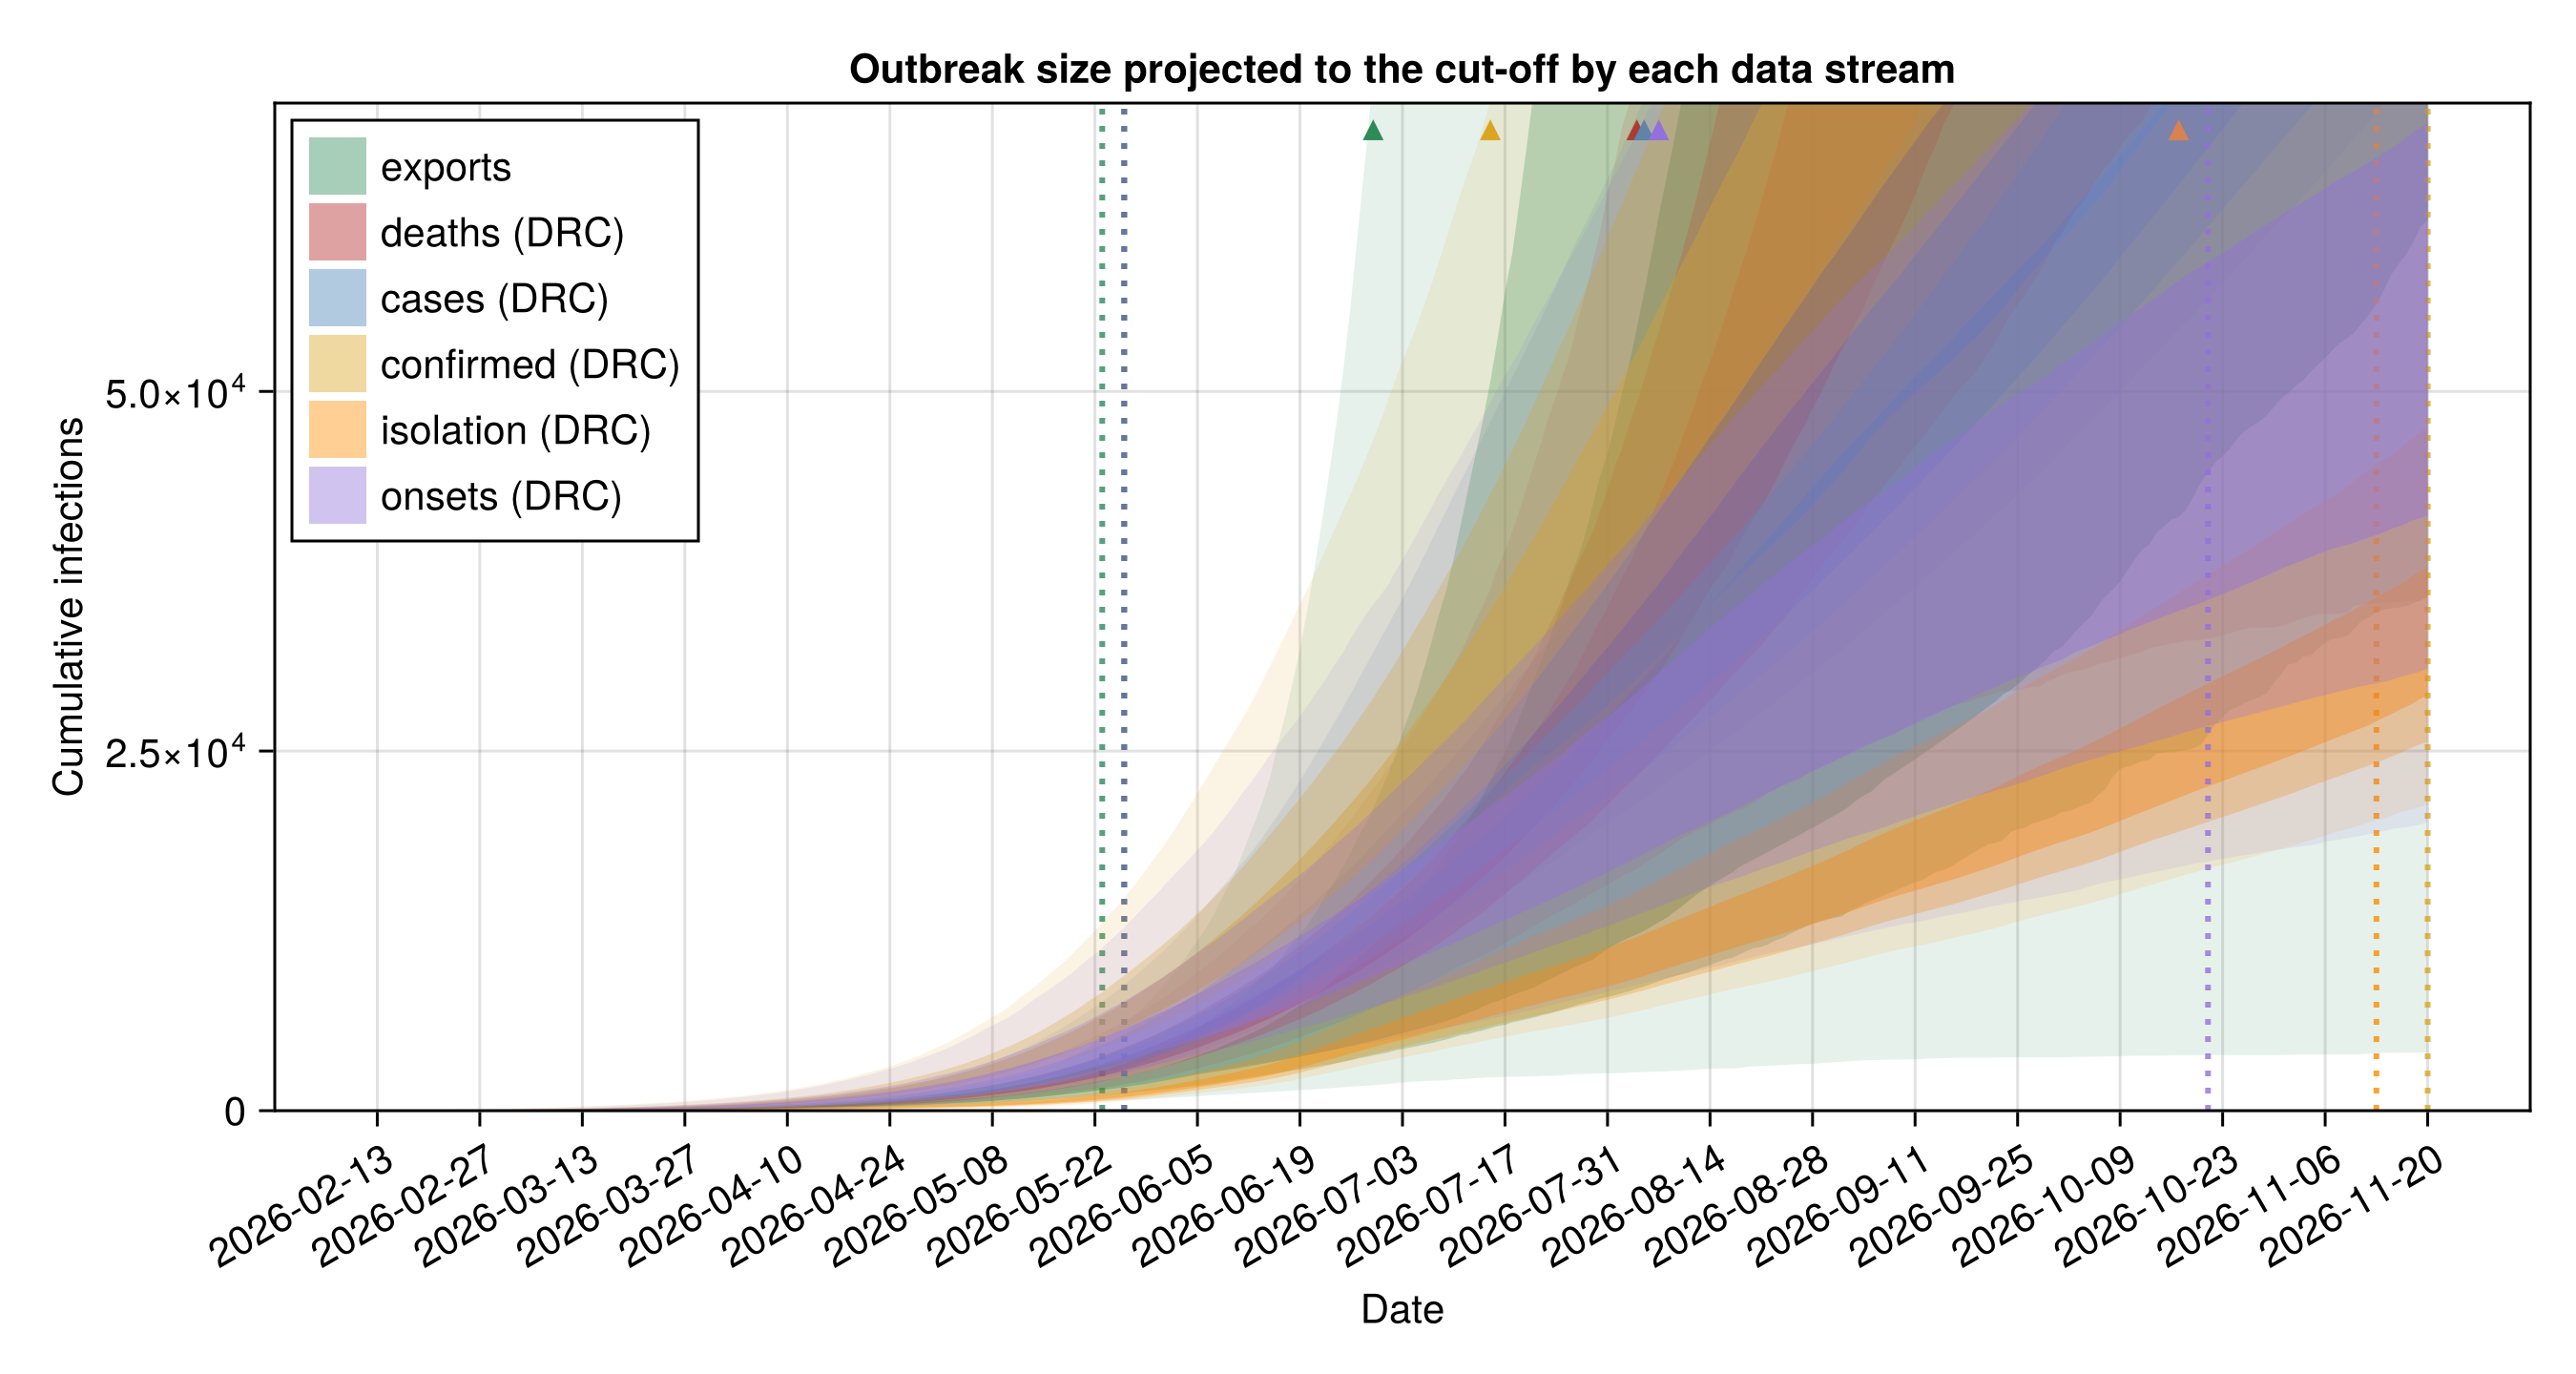 Outbreak size projected to the cut-off by each data stream
exports
deaths (DRC)
cases (DRC)
confirmed (DRC)
isolation (DRC)
onsets (DRC)
Cumulative infections
5.0×10⁴
2.5×10⁴
0
2026-02-13
2026-02-27
2026-03-13
2026-03-27
2026-04-10
2026-04-24
2026-05-08
2026-05-22
2026-06-05
2026-06-19
2026-07-03
2026-07-17
2026-07-31
2026-08-14
2026-08-28
2026-09-11
2026-09-25
2026-10-09
2026-10-23
2026-11-06
2026-11-20
Date